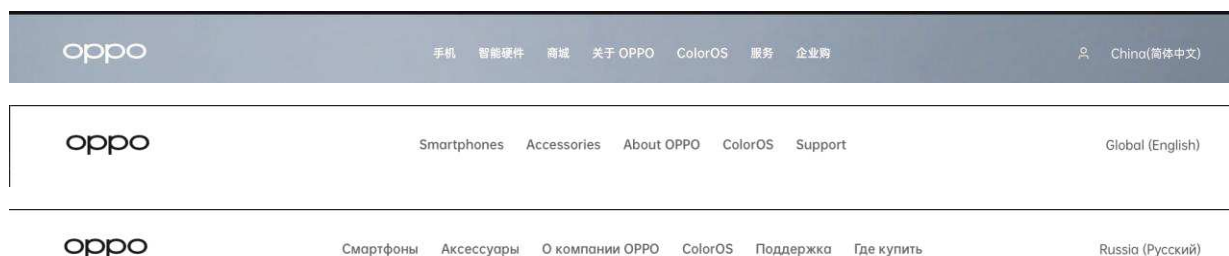 oppo 手机 智能硬件 商城 关于 OPPO ColorOS 服务 企业购 China(简体中文)
oppo Smartphones Accessories About OPPO ColorOS Support Global (English)
oppo Смартфоны Аксессуары О компании OPPO ColorOS Поддержка Где купить Russia (Русский)